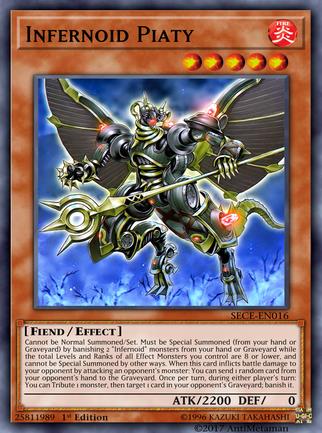 INFERNOID PIATY
FIRE
炎
SECE-EN016
[FIEND / EFFECT]
Cannot be Normal Summoned/Set. Must be Special Summoned (from your hand or
Graveyard) by banishing 2 "Infernoid" monsters from your hand or Graveyard while
the total Levels and Ranks of all Effect Monsters you control are 8 or lower, and
cannot be Special Summoned by other ways. When this card inflicts battle damage to
your opponent by attacking an opponent's monster: You can send 1 random card from
your opponent's hand to the Graveyard. Once per turn, during either player's turn:
You can Tribute 1 monster, then target 1 card in your opponent's Graveyard; banish it.
ATK/2200 DEF/ 0
25811989 1st Edition ©1996 KAZUKI TAKAHASHI
©2017 AntiMetaman